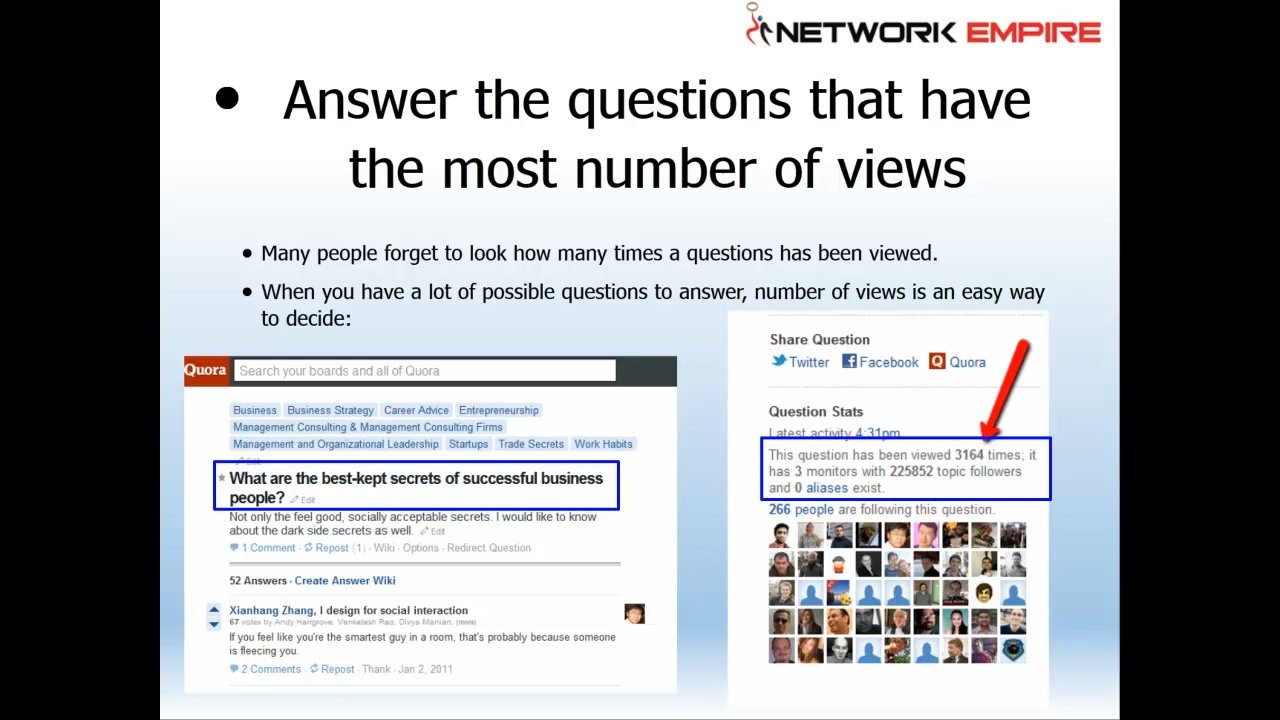 NETWORK EMPIRE
• Answer the questions that have
the most number of views
• Many people forget to look how many times a questions has been viewed.
• When you have a lot of possible questions to answer, number of views is an easy way
to decide:
Quora Search your boards and all of Quora
Business Business Strategy Career Advice Entrepreneurship
Management Consulting & Management Consulting Firms
Management and Organizational Leadership Startups Trade Secrets Work Habits
Edit
What are the best-kept secrets of successful business
people? Edit
Not only the feel good, socially acceptable secrets. I would like to know
about the dark side secrets as well. Edit
1 Comment · Repost (1) · Wiki · Options · Redirect Question
52 Answers · Create Answer Wiki
Xianhang Zhang, I design for social interaction
67 votes by Andy Hairgrove, Venkatesh Rao, Divya Manian, (more)
If you feel like you're the smartest guy in a room, that's probably because someone
is fleecing you.
2 Comments · Repost · Thank · Jan 2, 2011
Share Question
Twitter Facebook Q Quora
Question Stats
Latest activity 4:31pm
This question has been viewed 3164 times; it
has 3 monitors with 225852 topic followers
and 0 aliases exist.
266 people are following this question.